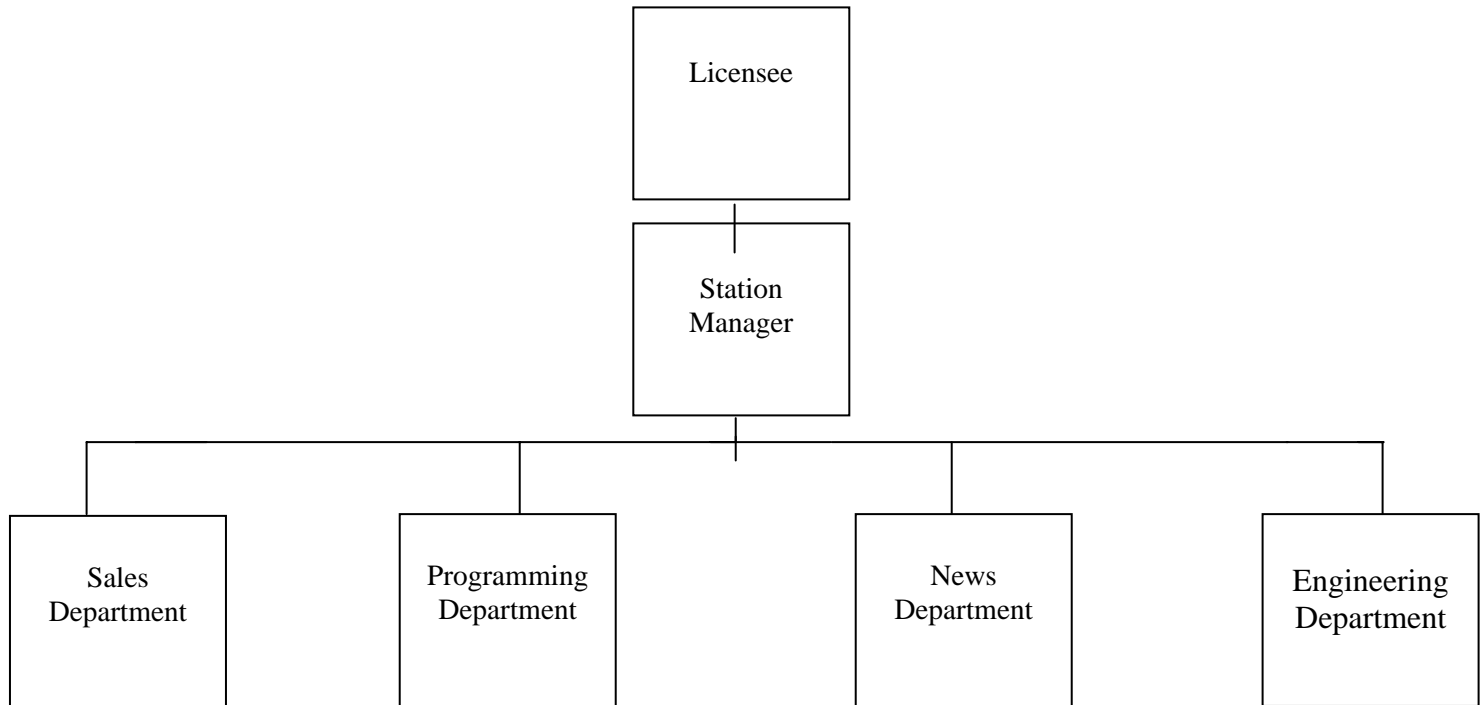 Licensee
Station
Manager
Sales
Department
Programming
Department
News
Department
Engineering
Department